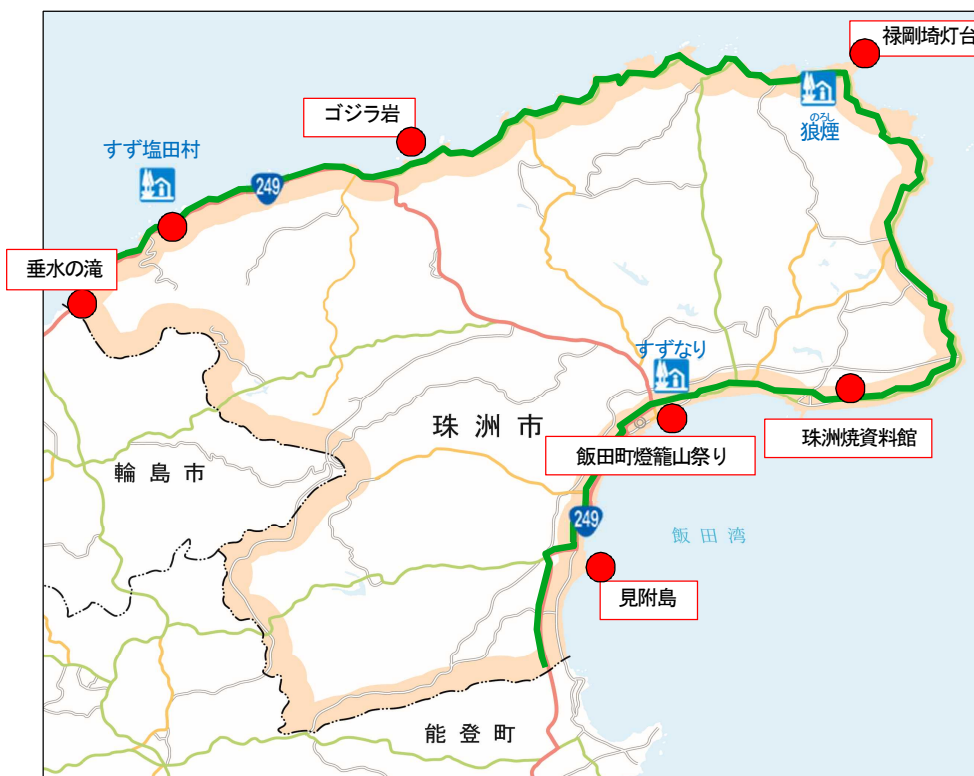 禄剛埼灯台
ゴジラ岩
のろし
狼煙
すず塩田村
249
垂水の滝
すずなり
珠洲市
珠洲焼資料館
飯田町燈籠山祭り
輪島市
249
飯田湾
見附島
能登町